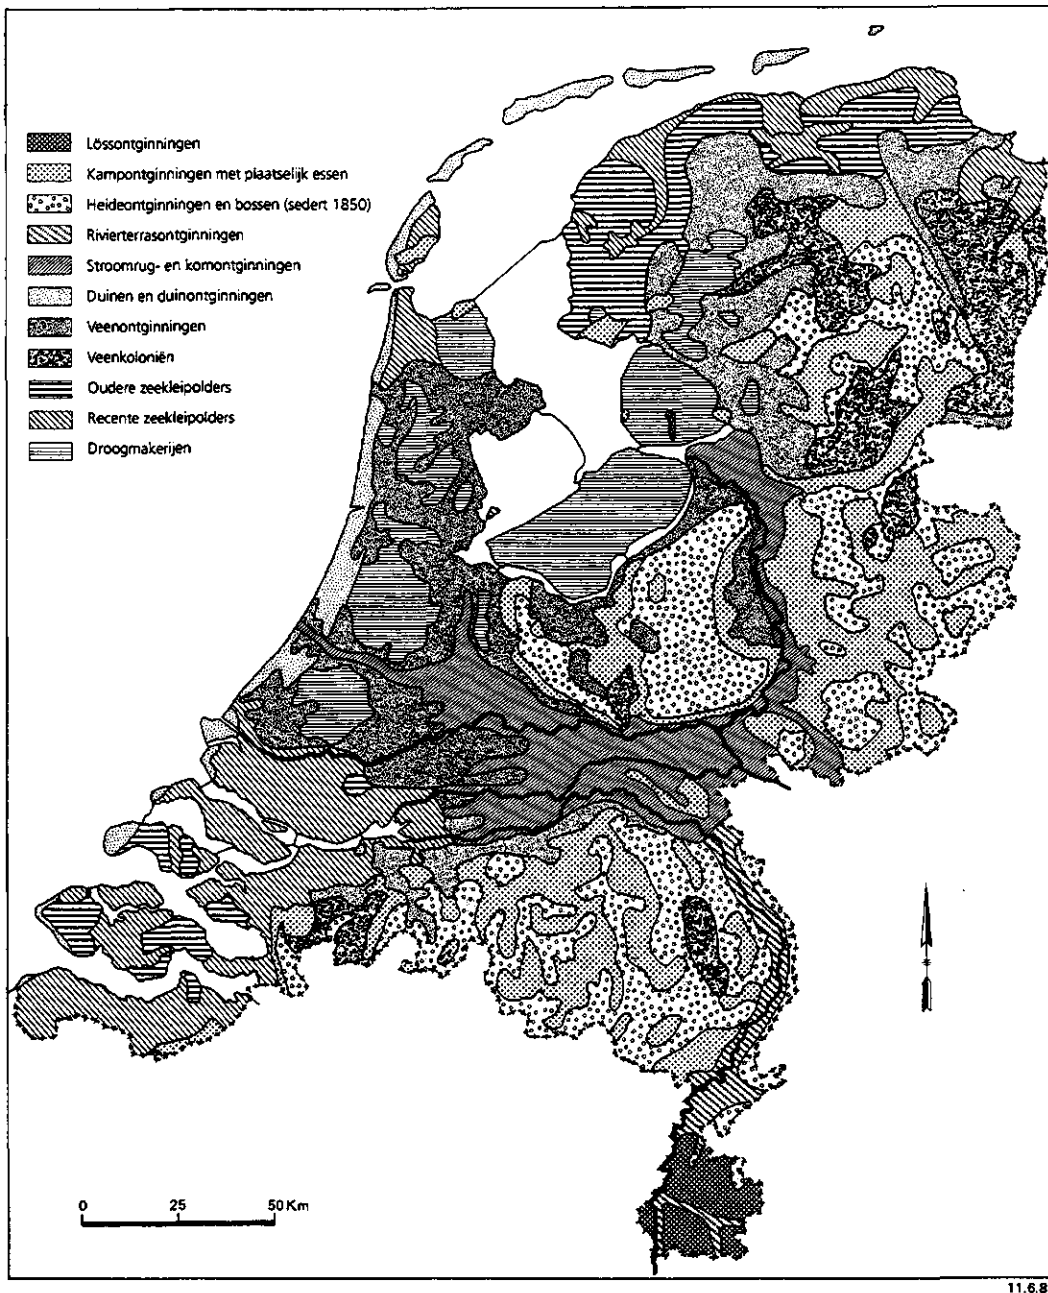 Lössontginningen
Kampontginningen met plaatselijk essen
Heideontginningen en bossen (sedert 1850)
Rivierterrasontginningen
Stroomrug- en komontginningen
Duinen en duinontginningen
Veenontginningen
Veenkoloniën
Oudere zeekleipolders
Recente zeekleipolders
Droogmakerijen
0 25 50 Km
11.6.8